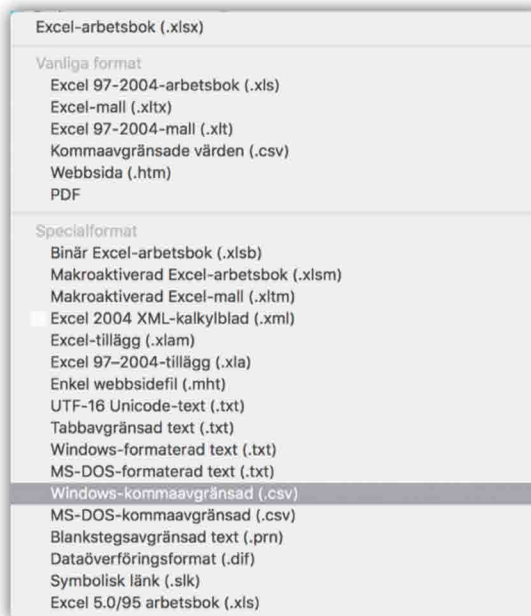 Excel-arbetsbok (.xlsx)
Vanliga format
Excel 97-2004-arbetsbok (.xls)
Excel-mall (.xltx)
Excel 97-2004-mall (.xlt)
Kommaavgränsade värden (.csv)
Webbsida (.htm)
PDF
Specialformat
Binär Excel-arbetsbok (.xlsb)
Makroaktiverad Excel-arbetsbok (.xlsm)
Makroaktiverad Excel-mall (.xltm)
Excel 2004 XML-kalkylblad (.xml)
Excel-tillägg (.xlam)
Excel 97–2004-tillägg (.xla)
Enkel webbsidefil (.mht)
UTF-16 Unicode-text (.txt)
Tabbavgränsad text (.txt)
Windows-formaterad text (.txt)
MS-DOS-formaterad text (.txt)
Windows-kommaavgränsad (.csv)
MS-DOS-kommaavgränsad (.csv)
Blankstegsavgränsad text (.prn)
Dataöverföringsformat (.dif)
Symbolisk länk (.slk)
Excel 5.0/95 arbetsbok (.xls)